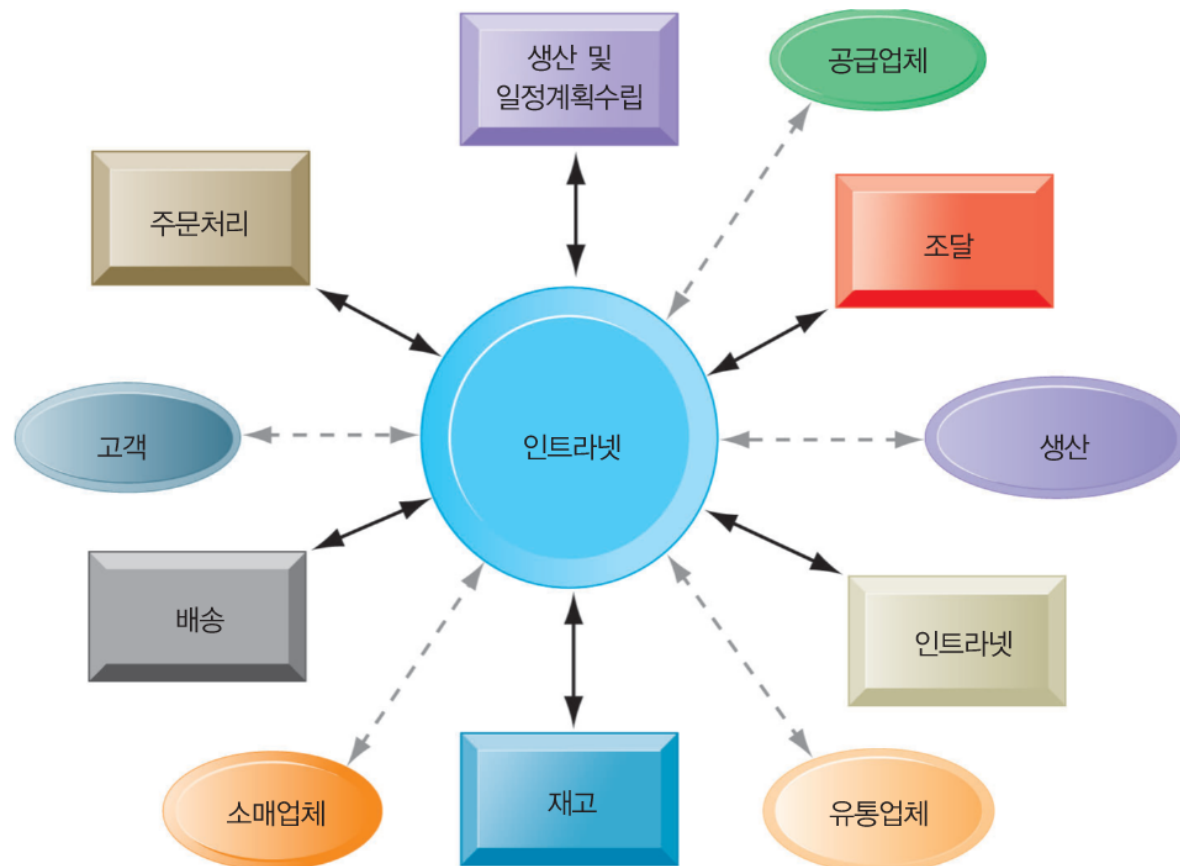 생산 및
일정계획수립
공급업체
주문처리
조달
고객
인트라넷
생산
배송
인트라넷
소매업체
재고
유통업체